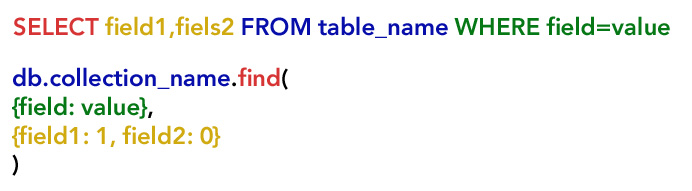 SELECT field1,fiels2 FROM table_name WHERE field=value
db.collection_name.find(
{field: value},
{field1: 1, field2: 0}
)